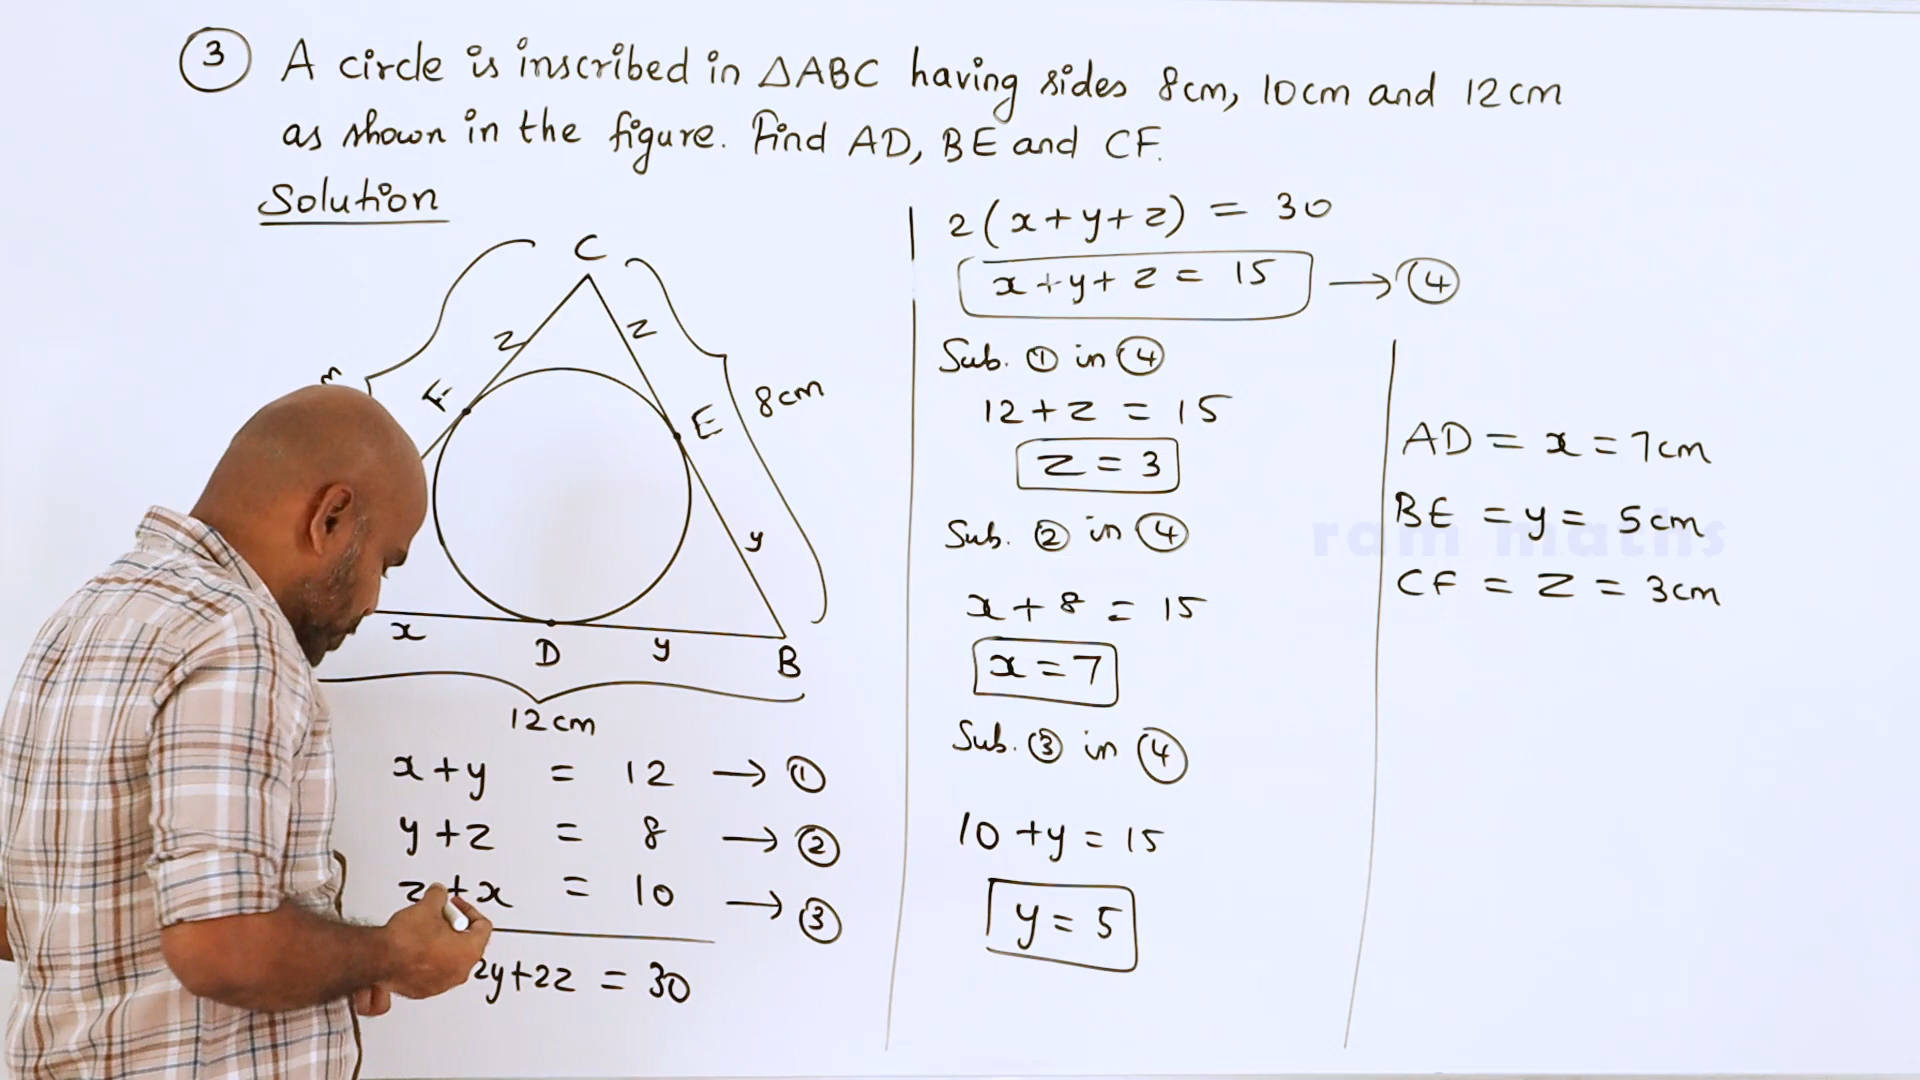 3 A circle is inscribed in △ABC having sides 8cm, 10cm and 12cm
as shown in the figure. Find AD, BE and CF.
Solution
C
z
z
F
E
8cm
y
x
D
y
B
12cm
x+y = 12 → ①
y+z = 8 → ②
z+x = 10 → ③
2y+2z = 30
2(x+y+z) = 30
x+y+z = 15 → ④
Sub. ① in ④
12+z = 15
z = 3
Sub. ② in ④
x+8 = 15
x=7
Sub. ③ in ④
10+y=15
y=5
AD = x = 7cm
BE = y = 5cm
CF = z = 3cm
ram maths